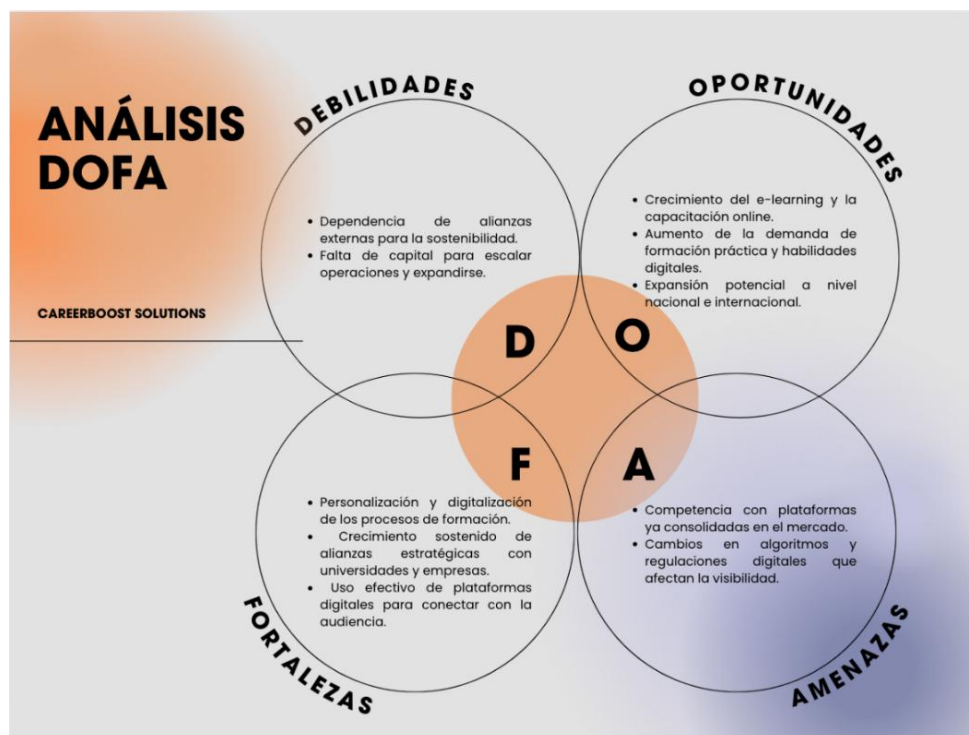 ANÁLISIS
DOFA
CAREERBOOST SOLUTIONS
DEBILIDADES
• Dependencia de alianzas
externas para la sostenibilidad.
• Falta de capital para escalar
operaciones y expandirse.
D
OPORTUNIDADES
• Crecimiento del e-learning y la
capacitación online.
• Aumento de la demanda de
formación práctica y habilidades
digitales.
• Expansión potencial a nivel
nacional e internacional.
O
FORTALEZAS
F
• Personalización y digitalización
de los procesos de formación.
• Crecimiento sostenido de
alianzas estratégicas con
universidades y empresas.
• Uso efectivo de plataformas
digitales para conectar con la
audiencia.
AMENAZAS
A
• Competencia con plataformas
ya consolidadas en el mercado.
• Cambios en algoritmos y
regulaciones digitales que
afectan la visibilidad.